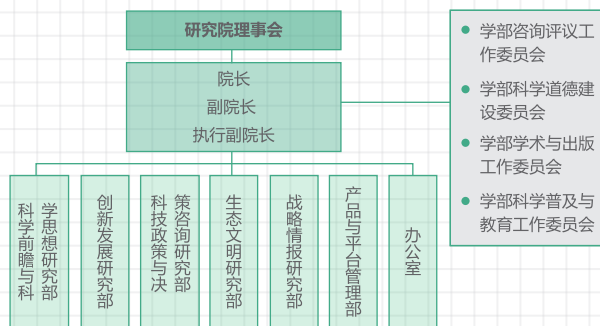 研究院理事会
院长
副院长
执行副院长
学部咨询评议工
作委员会
学部科学道德建
设委员会
学部学术与出版
工作委员会
学部科学普及与
教育工作委员会
科学前瞻与科
学思想研究部
创新发展研究部
科技政策与决
策咨询研究部
生态文明研究部
战略情报研究部
产品与平台管理部
办公室